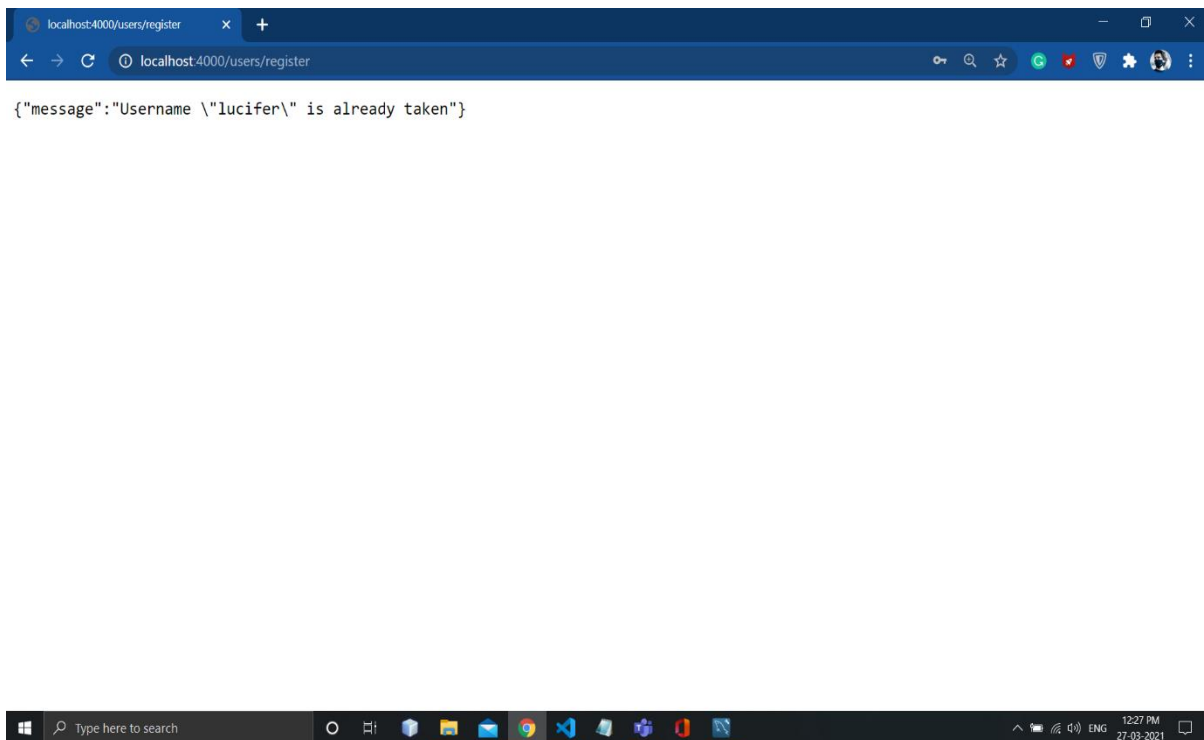 localhost:4000/users/register
localhost:4000/users/register
{"message":"Username \"lucifer\" is already taken"}
Type here to search
ENG
12:27 PM
27-03-2021